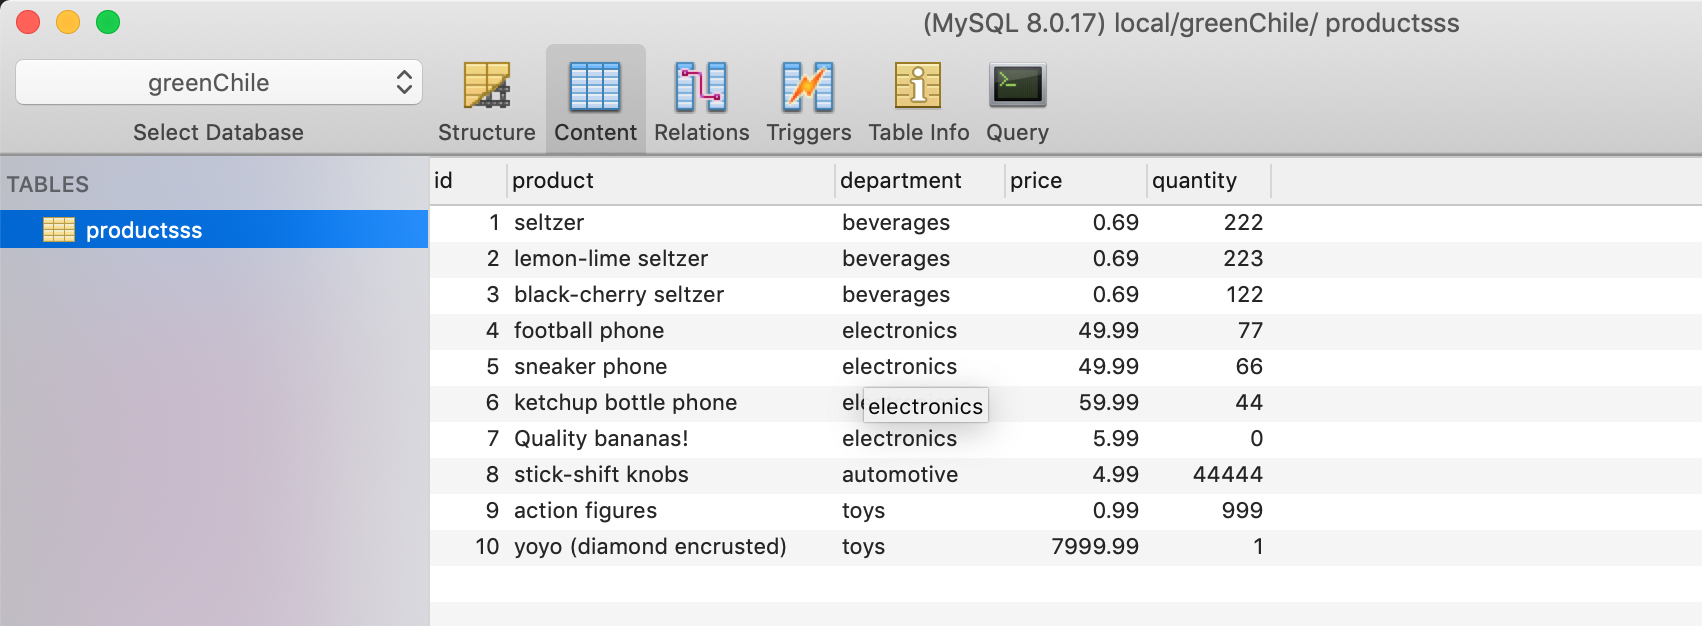 (MySQL 8.0.17) local/greenChile/ productsss
greenChile
Select Database
Structure Content Relations Triggers Table Info Query
TABLES
productsss
id product department price quantity
1 seltzer beverages 0.69 222
2 lemon-lime seltzer beverages 0.69 223
3 black-cherry seltzer beverages 0.69 122
4 football phone electronics 49.99 77
5 sneaker phone electronics 49.99 66
6 ketchup bottle phone electronics 59.99 44
7 Quality bananas! electronics 5.99 0
8 stick-shift knobs automotive 4.99 44444
9 action figures toys 0.99 999
10 yoyo (diamond encrusted) toys 7999.99 1